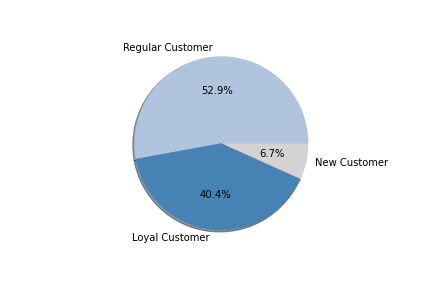 Regular Customer
52.9%
6.7%
New Customer
40.4%
Loyal Customer